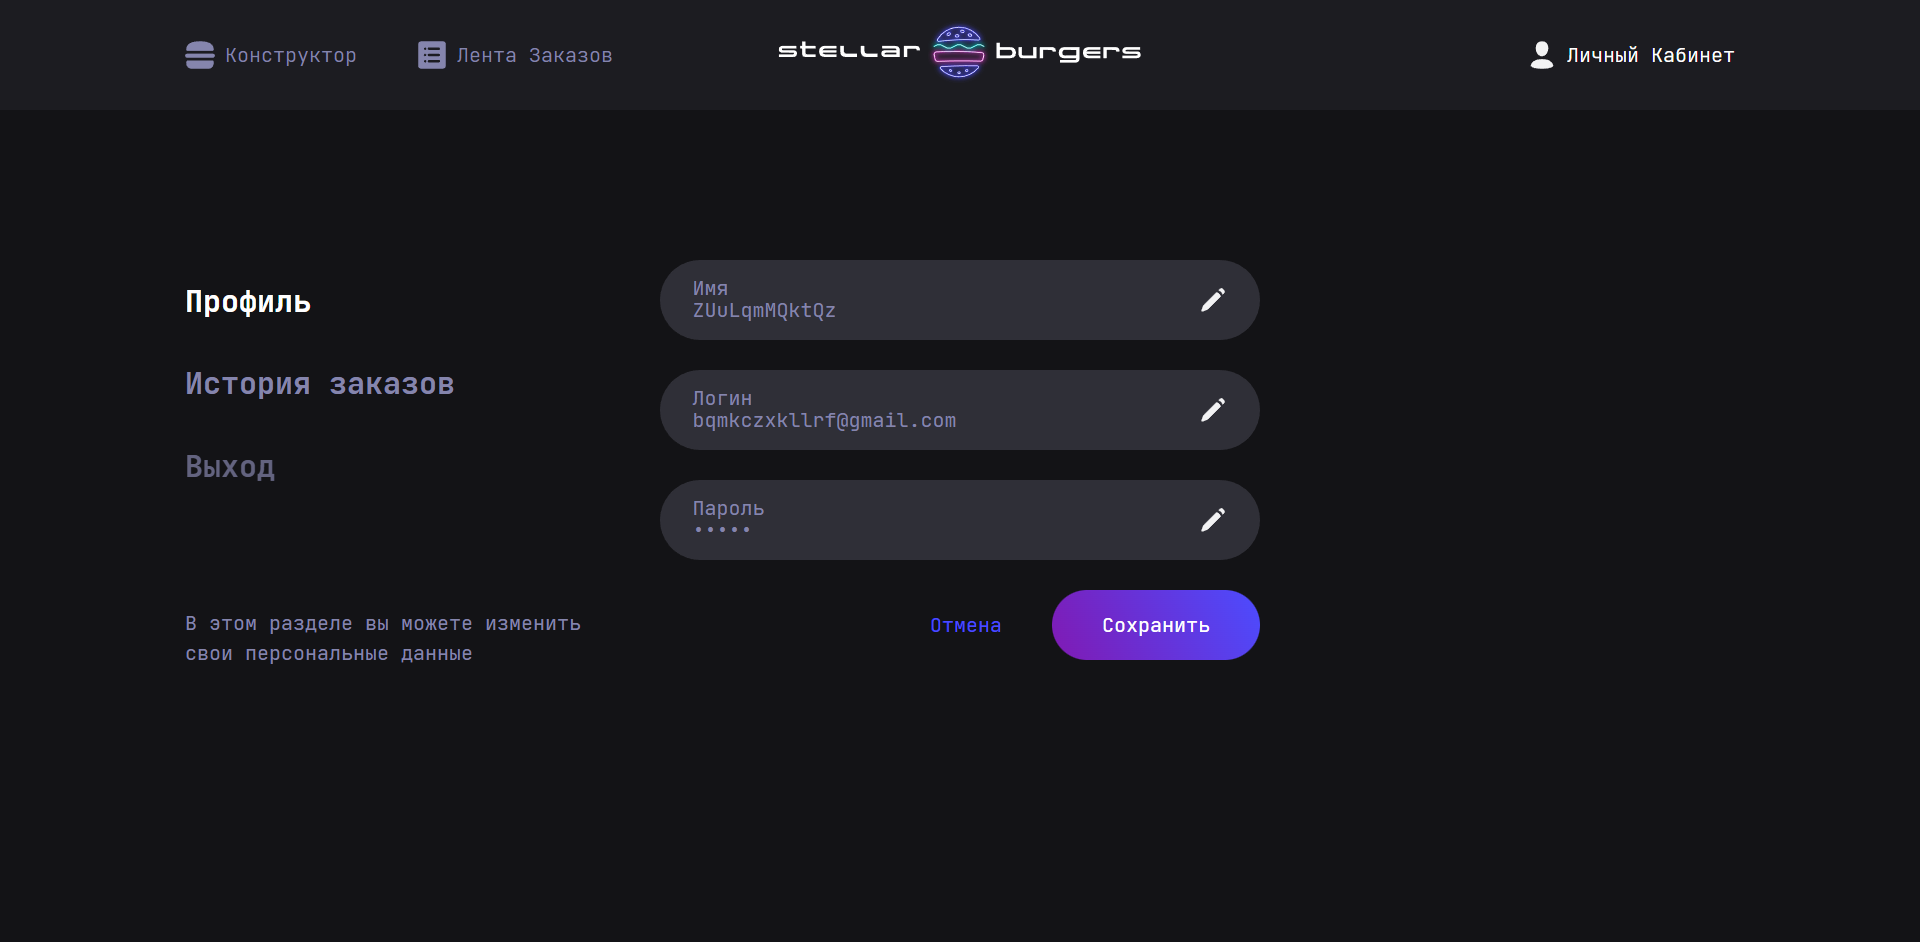 Конструктор
Лента Заказов
stellar burgers
Личный Кабинет
Профиль
История заказов
Выход
В этом разделе вы можете изменить
свои персональные данные
Имя
ZUuLqmMQktQz
Логин
bqmkczxkllrf@gmail.com
Пароль
•••••
Отмена
Сохранить